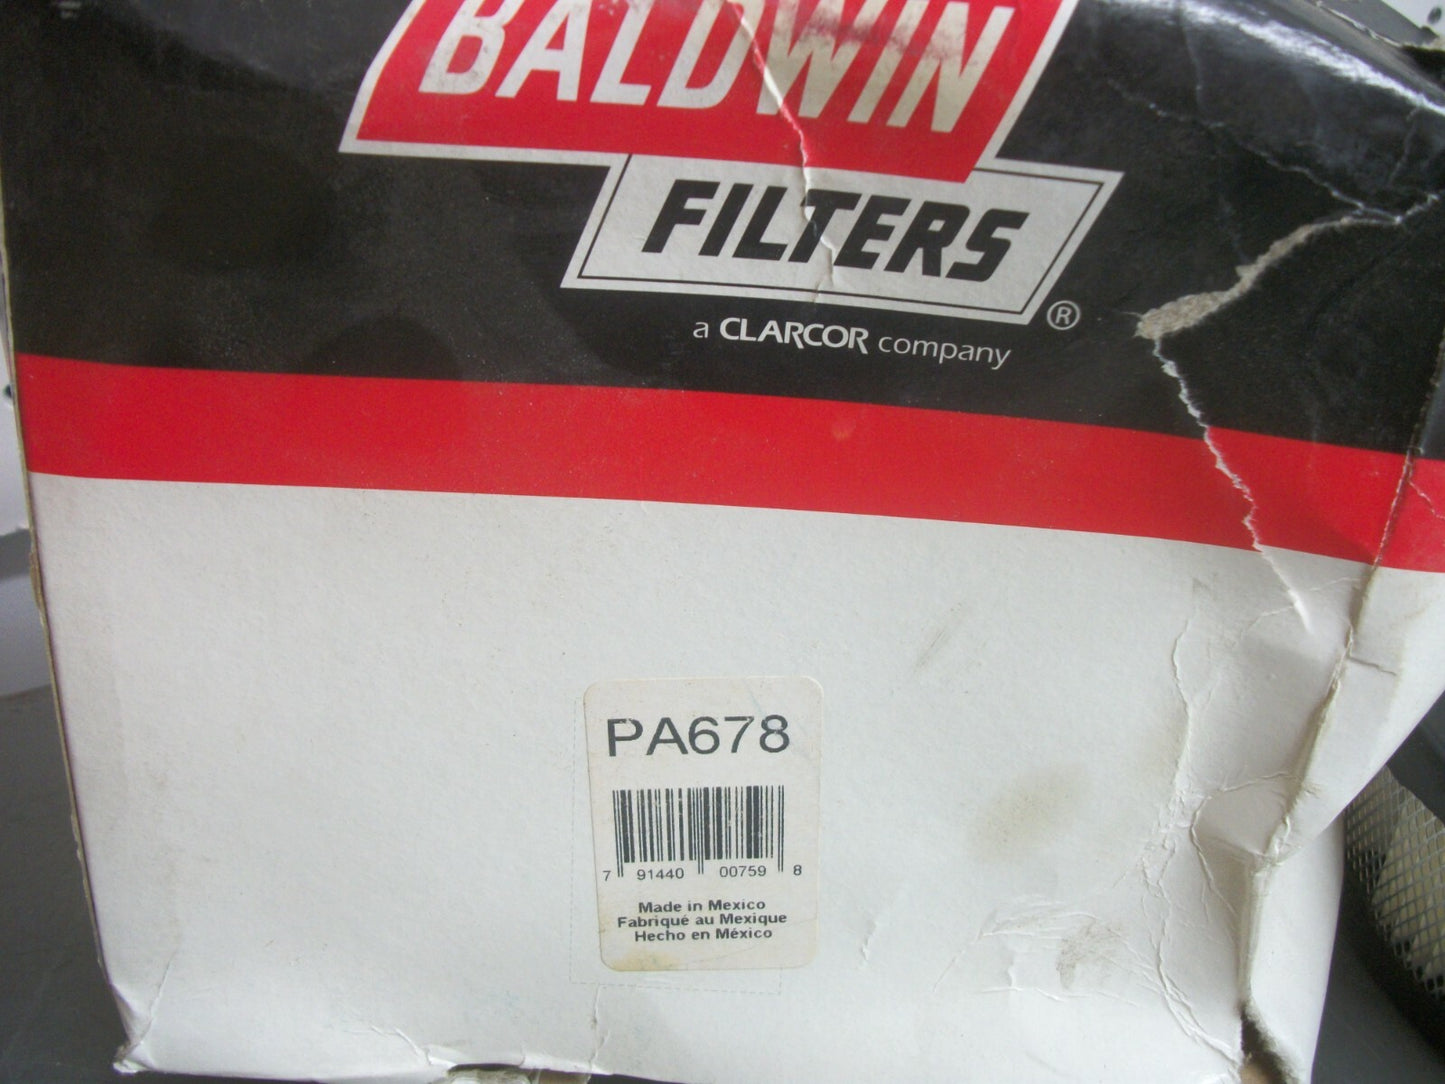 BALDWIN
FILTERS
®
a CLARCOR company
PA678
7 91440 00759 8
Made in Mexico
Fabriqué au Mexique
Hecho en México